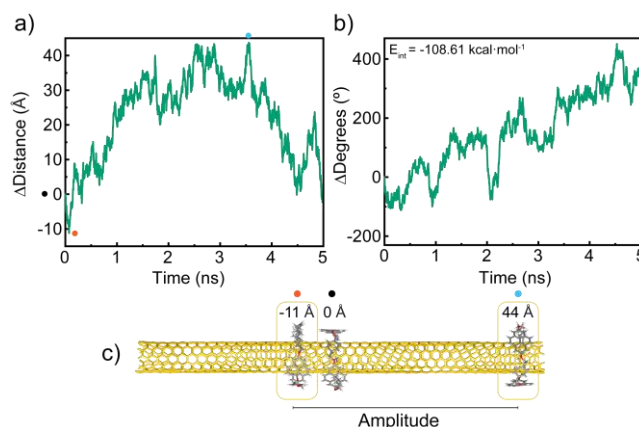 a)
b)
40
30
20
10
0
-10
ΔDistance (Å)
0 1 2 3 4 5
Time (ns)
E_int = -108.61 kcal·mol⁻¹
400
200
0
-200
ΔDegrees (º)
0 1 2 3 4 5
Time (ns)
-11 Å 0 Å 44 Å
c)
Amplitude